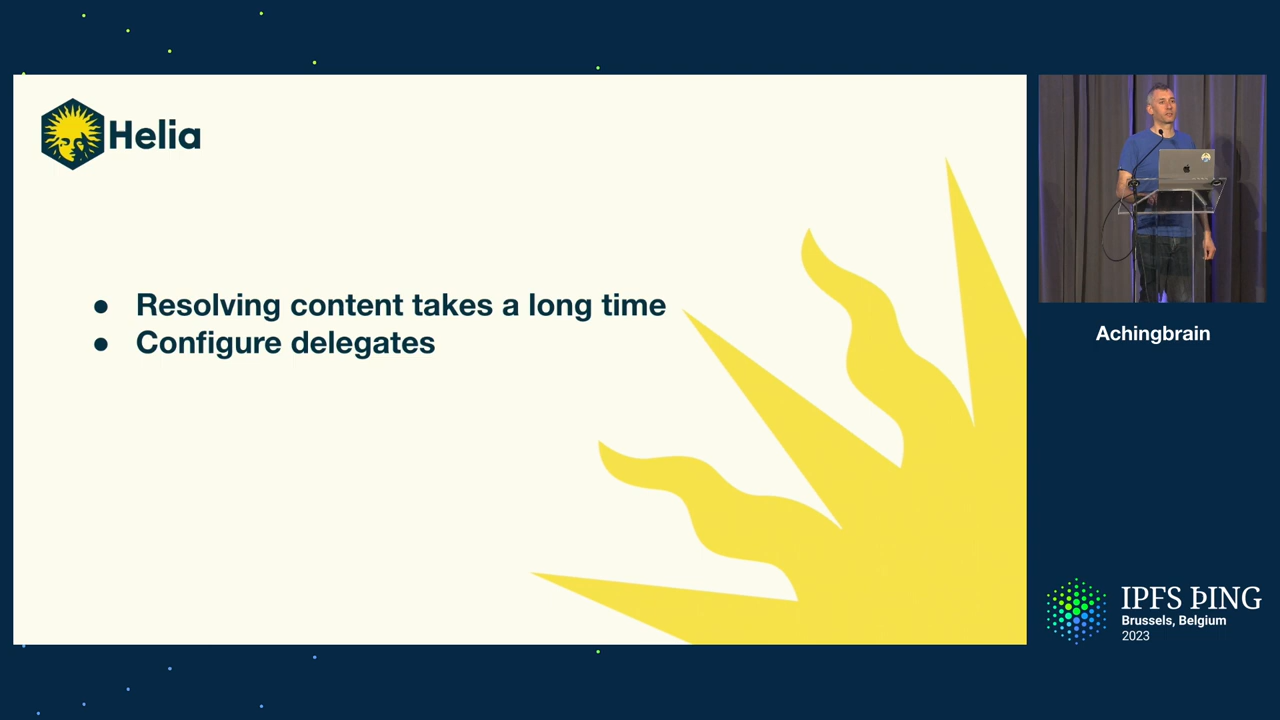 Helia
● Resolving content takes a long time
● Configure delegates
Achingbrain
IPFS ÞING
Brussels, Belgium
2023